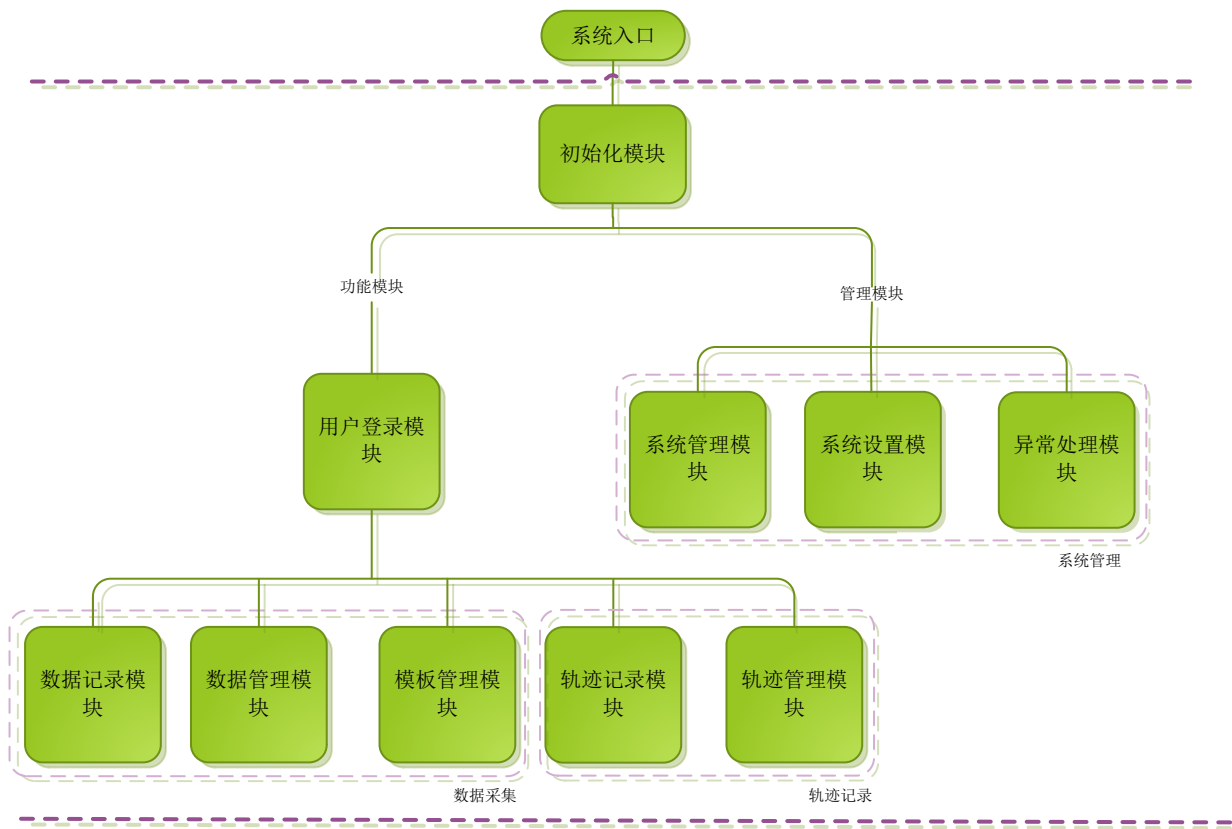 系统入口
初始化模块
功能模块
管理模块
用户登录模
块
系统管理模
块
系统设置模
块
异常处理模
块
系统管理
数据记录模
块
数据管理模
块
模板管理模
块
轨迹记录模
块
轨迹管理模
块
数据采集
轨迹记录